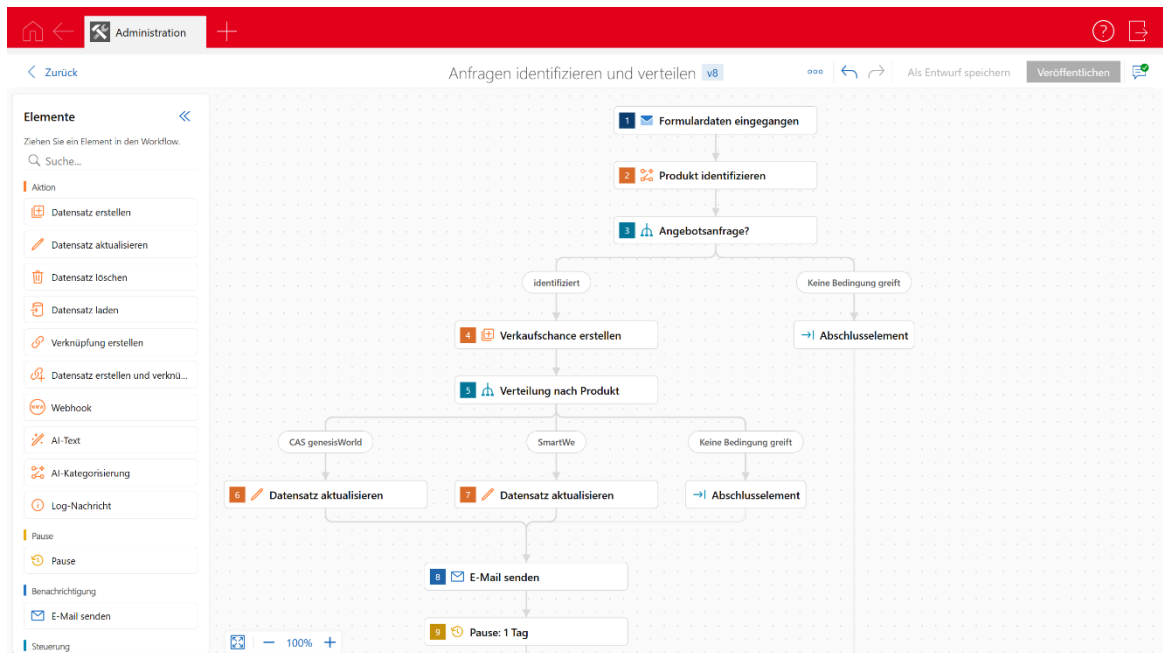 Administration
Zurück
Anfragen identifizieren und verteilen v8
Als Entwurf speichern
Veröffentlichen
Elemente
Ziehen Sie ein Element in den Workflow.
Suche...
Aktion
Datensatz erstellen
Datensatz aktualisieren
Datensatz löschen
Datensatz laden
Verknüpfung erstellen
Datensatz erstellen und verknü...
Webhook
AI-Text
AI-Kategorisierung
Log-Nachricht
Pause
Pause
Benachrichtigung
E-Mail senden
Steuerung
1 Formulardaten eingegangen
2 Produkt identifizieren
3 Angebotsanfrage?
identifiziert
Keine Bedingung greift
4 Verkaufschance erstellen
Abschlusselement
5 Verteilung nach Produkt
CAS genesisWorld
SmartWe
Keine Bedingung greift
6 Datensatz aktualisieren
7 Datensatz aktualisieren
Abschlusselement
8 E-Mail senden
9 Pause: 1 Tag
100%